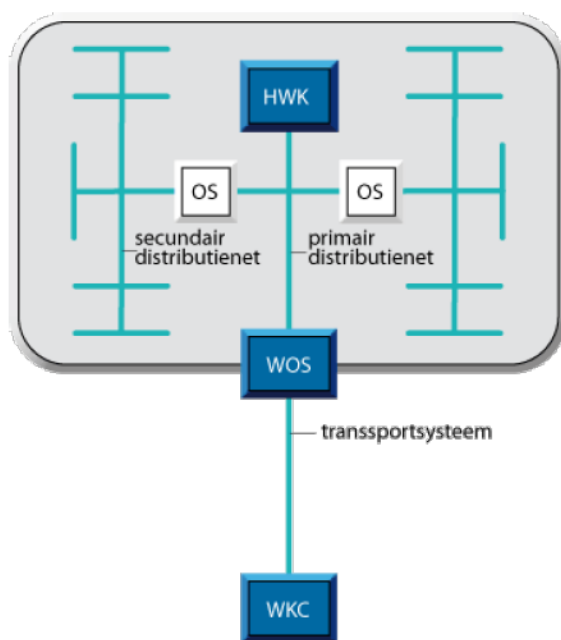 HWK
OS
OS
secundair
distributienet
primair
distributienet
WOS
transsportsysteem
WKC